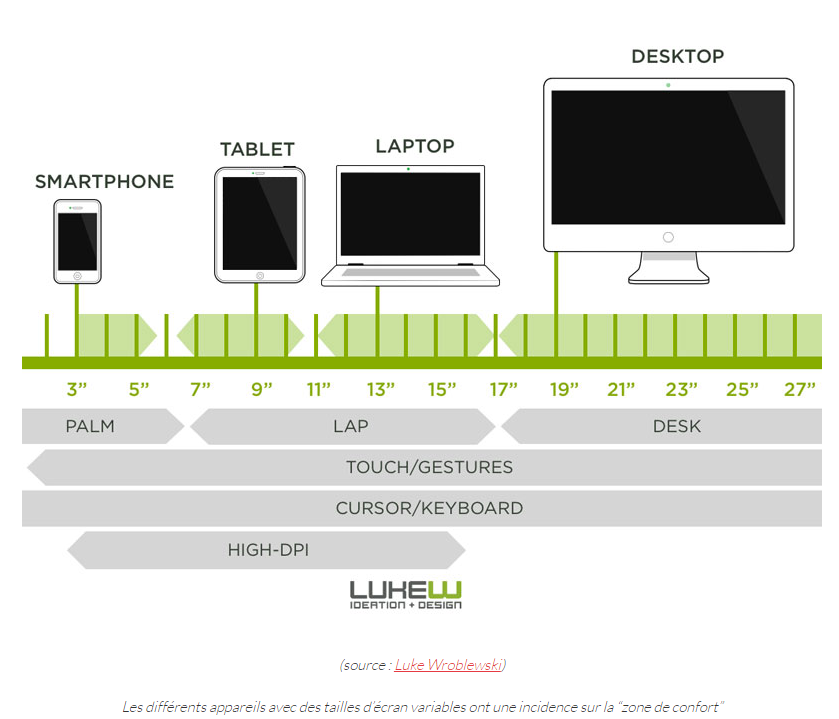 DESKTOP
TABLET
LAPTOP
SMARTPHONE
3” 5” 7” 9” 11” 13” 15” 17” 19” 21” 23” 25” 27”
PALM LAP DESK
TOUCH/GESTURES
CURSOR/KEYBOARD
HIGH-DPI
LUKEW
IDEATION + DESIGN
(source : Luke Wroblewski)
Les différents appareils avec des tailles d’écran variables ont une incidence sur la “zone de confort”